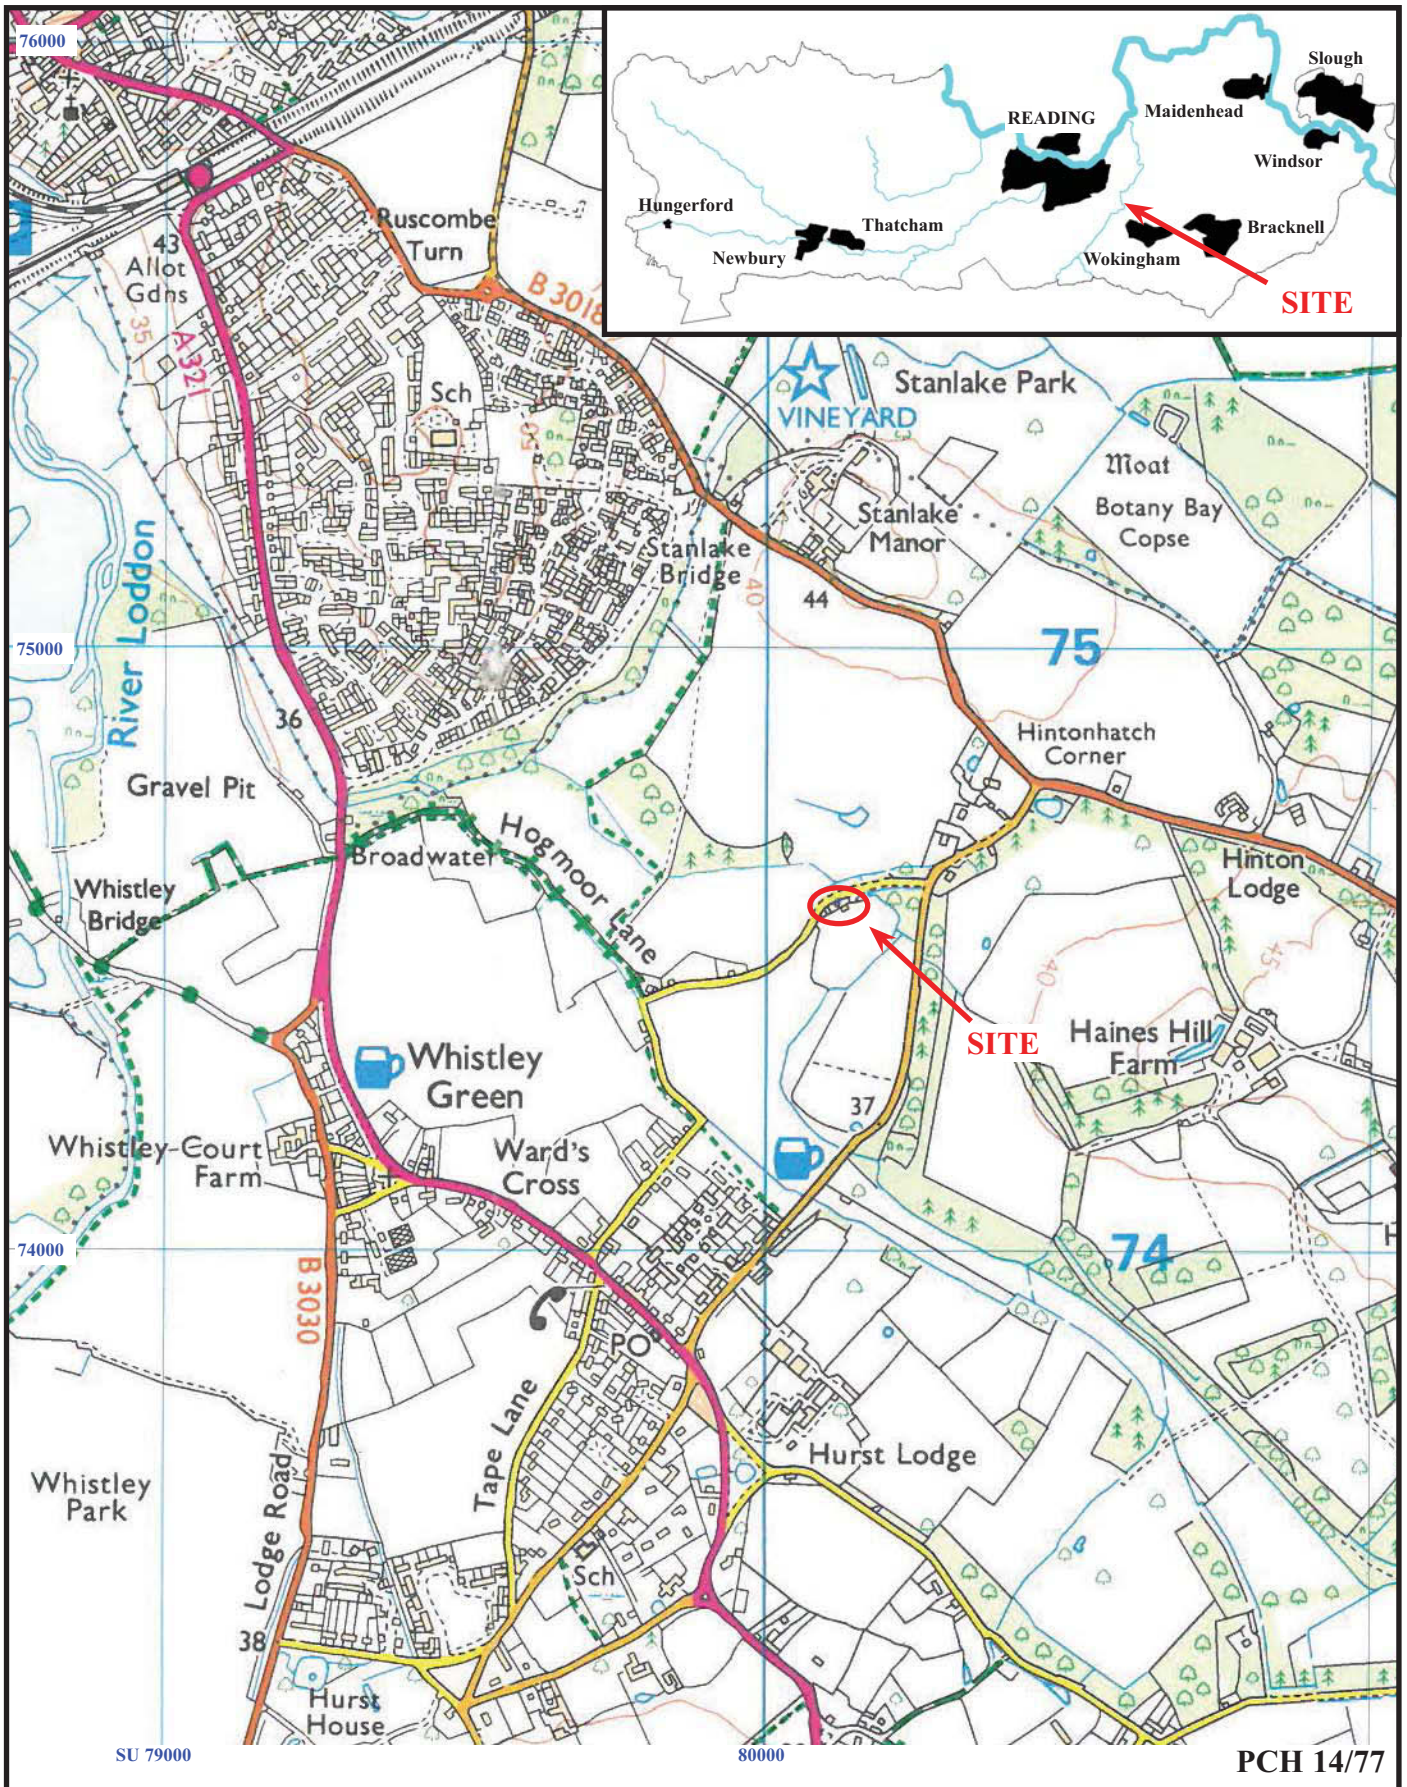 76000
Slough
READING
Maidenhead
Windsor
Hungerford
Thatcham
Newbury
Bracknell
Wokingham
SITE
Ruscombe
Turn
43
Allot
Gdns
B 3018
35
A 321
Sch
50
VINEYARD
Stanlake Park
Moat
Botany Bay
Copse
Stanlake
Manor
Stanlake
Bridge
40
44
River Loddon
75000
75
36
Hintonhatch
Corner
Gravel Pit
Hogmoor Lane
Broadwater
Hinton
Lodge
Whistley
Bridge
40
45
SITE
Haines Hill
Farm
Whistley
Green
37
Whistley Court
Farm
Ward's
Cross
74000
74
H
B 3030
PO
Tape Lane
Hurst Lodge
Whistley
Park
Lodge Road
Sch
38
Hurst
House
SU 79000
80000
PCH 14/77